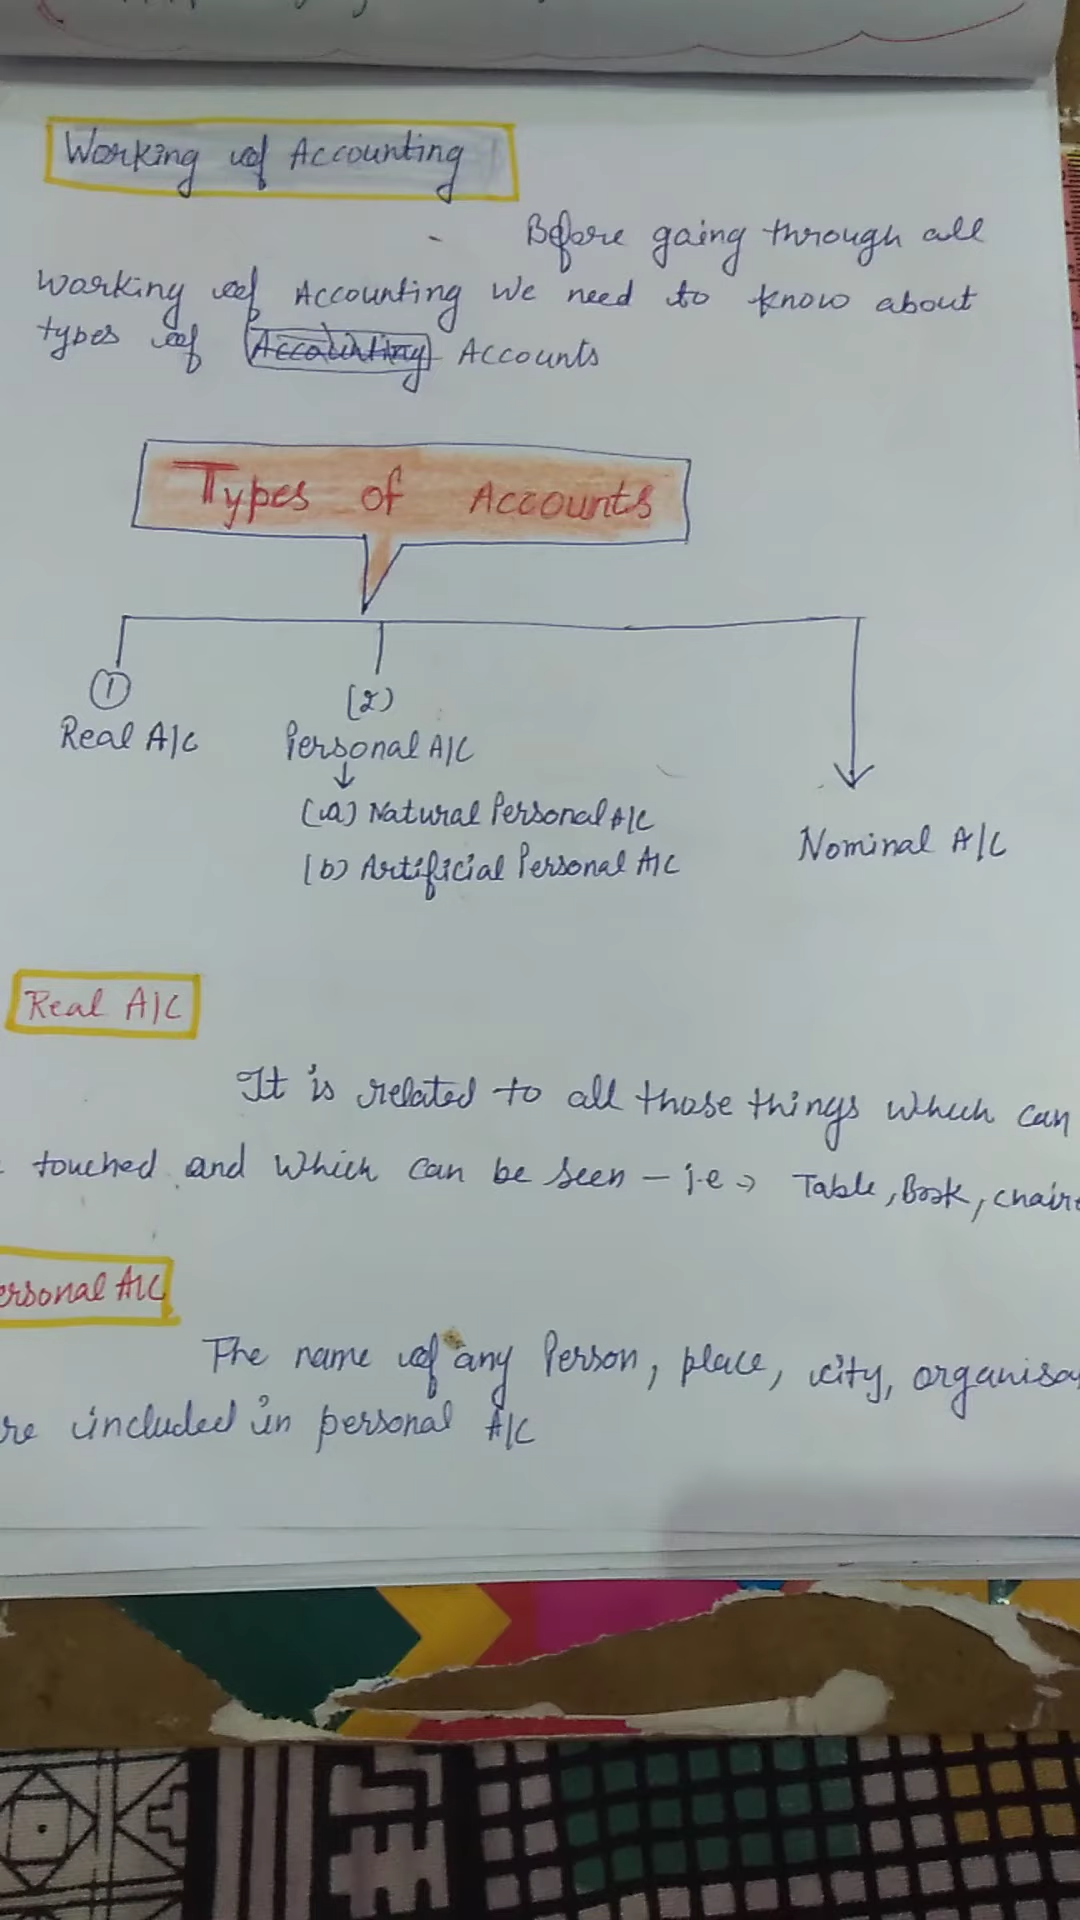 Working of Accounting
Before going through all
working of Accounting we need to know about
types of Accounting Accounts
Types of Accounts
1
Real A/C
(2)
Personal A/C
(a) Natural Personal A/C
(b) Artificial Personal A/C
Nominal A/C
Real A/C
It is related to all those things which can
touched and which can be seen – i.e → Table, Book, chair
ersonal A/C
The name of any Person, place, city, organisa
re included in personal A/C